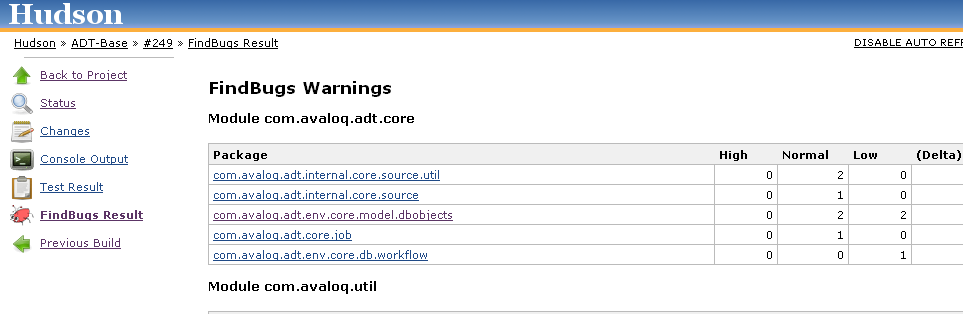 Hudson
Hudson » ADT-Base » #249 » FindBugs Result
DISABLE AUTO REF
Back to Project
Status
Changes
Console Output
Test Result
FindBugs Result
Previous Build
FindBugs Warnings
Module com.avaloq.adt.core
Package High Normal Low (Delta)
com.avaloq.adt.internal.core.source.util 0 2 0
com.avaloq.adt.internal.core.source 0 1 0
com.avaloq.adt.env.core.model.dbobjects 0 2 2
com.avaloq.adt.core.job 0 1 0
com.avaloq.adt.env.core.db.workflow 0 0 1
Module com.avaloq.util